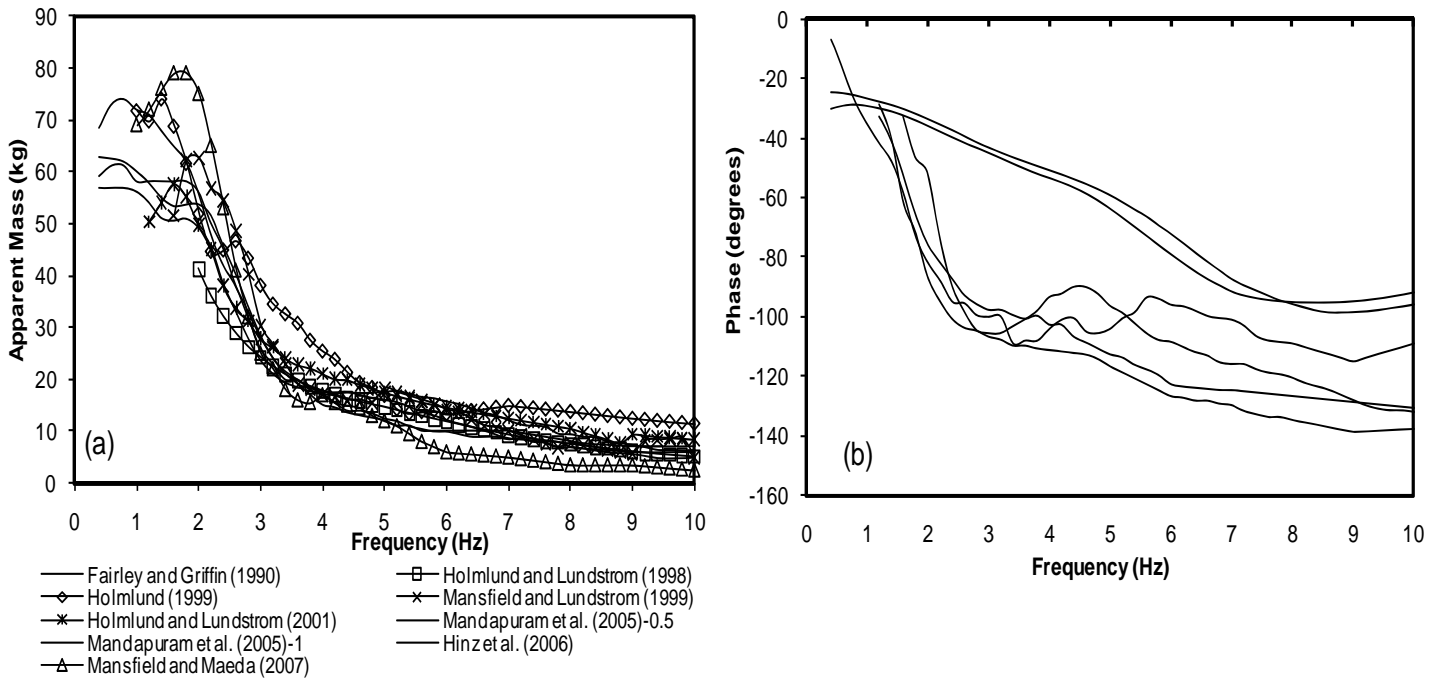 90
80
70
60
50
40
30
20
10
0
Apparent Mass (kg)
(a)
0 1 2 3 4 5 6 7 8 9 10
Frequency (Hz)
Fairley and Griffin (1990)
Holmlund and Lundstrom (1998)
Holmlund (1999)
Mansfield and Lundstrom (1999)
Holmlund and Lundstrom (2001)
Mandapuram et al. (2005)-0.5
Mandapuram et al. (2005)-1
Hinz et al. (2006)
Mansfield and Maeda (2007)
0
-20
-40
-60
-80
-100
-120
-140
-160
Phase (degrees)
(b)
0 1 2 3 4 5 6 7 8 9 10
Frequency (Hz)